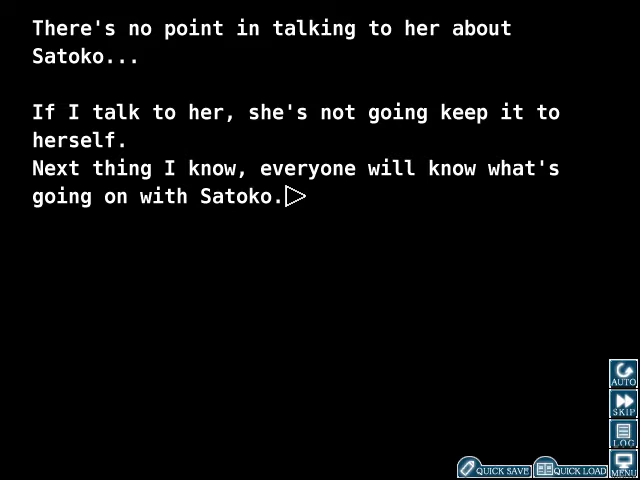 There's no point in talking to her about
Satoko...
If I talk to her, she's not going keep it to
herself.
Next thing I know, everyone will know what's
going on with Satoko.
AUTO
SKIP
LOG
MENU
QUICK SAVE
QUICK LOAD